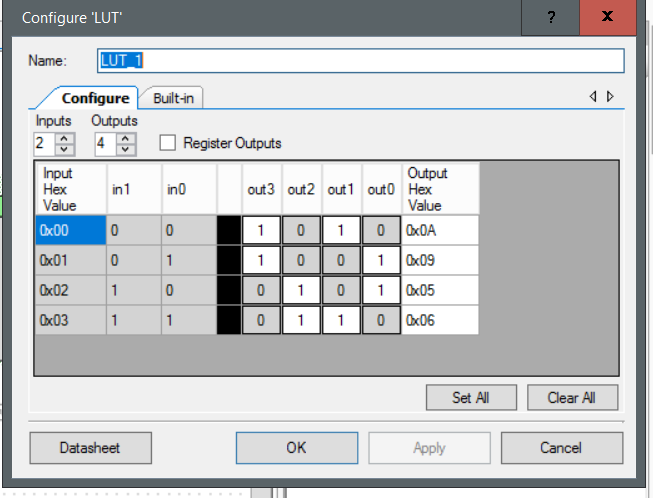 Configure 'LUT'
?
x
Name: LUT_1
Configure Built-in
Inputs Outputs
2 4 Register Outputs
Input Hex Value in1 in0 out3 out2 out1 out0 Output Hex Value
0x00 0 0 1 0 1 0 0x0A
0x01 0 1 1 0 0 1 0x09
0x02 1 0 0 1 0 1 0x05
0x03 1 1 0 1 1 0 0x06
Set All Clear All
Datasheet OK Apply Cancel